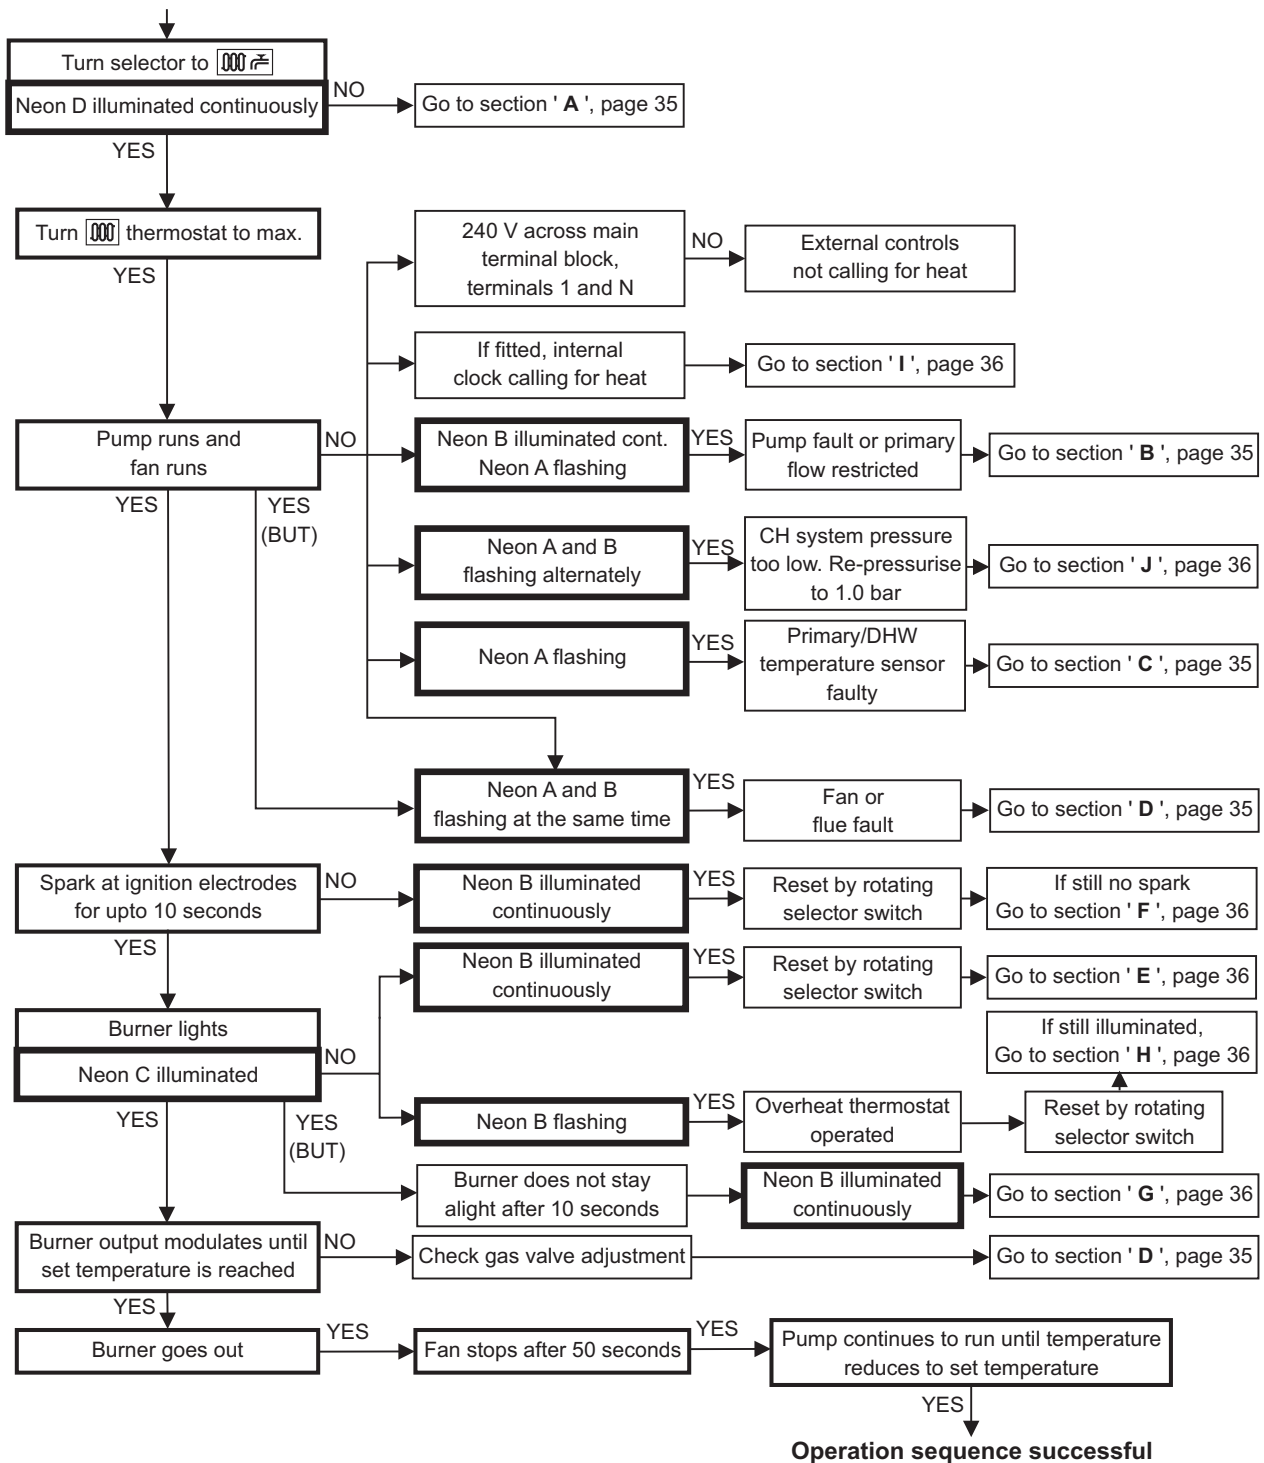 Turn selector to
Neon D illuminated continuously
NO
Go to section ' A ', page 35
YES
Turn thermostat to max.
YES
240 V across main
terminal block,
terminals 1 and N
NO
External controls
not calling for heat
If fitted, internal
clock calling for heat
Go to section ' I ', page 36
Pump runs and
fan runs
NO
Neon B illuminated cont.
Neon A flashing
YES
Pump fault or primary
flow restricted
Go to section ' B ', page 35
YES
YES
(BUT)
Neon A and B
flashing alternately
YES
CH system pressure
too low. Re-pressurise
to 1.0 bar
Go to section ' J ', page 36
Neon A flashing
YES
Primary/DHW
temperature sensor
faulty
Go to section ' C ', page 35
Neon A and B
flashing at the same time
YES
Fan or
flue fault
Go to section ' D ', page 35
Spark at ignition electrodes
for upto 10 seconds
NO
Neon B illuminated
continuously
YES
Reset by rotating
selector switch
If still no spark
Go to section ' F ', page 36
YES
Neon B illuminated
continuously
YES
Reset by rotating
selector switch
Go to section ' E ', page 36
Burner lights
Neon C illuminated
NO
If still illuminated,
Go to section ' H ', page 36
Neon B flashing
YES
Overheat thermostat
operated
Reset by rotating
selector switch
YES
YES
(BUT)
Burner does not stay
alight after 10 seconds
Neon B illuminated
continuously
Go to section ' G ', page 36
Burner output modulates until
set temperature is reached
NO
Check gas valve adjustment
Go to section ' D ', page 35
YES
Burner goes out
YES
Fan stops after 50 seconds
YES
Pump continues to run until temperature
reduces to set temperature
YES
Operation sequence successful